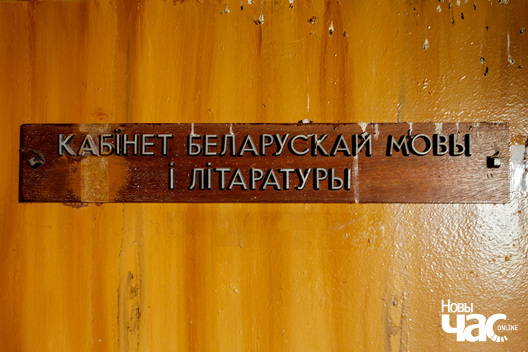 КАБІНЕТ БЕЛАРУСКАЙ МОВЫ
І ЛІТАРАТУРЫ
Новы
час
ONLINE